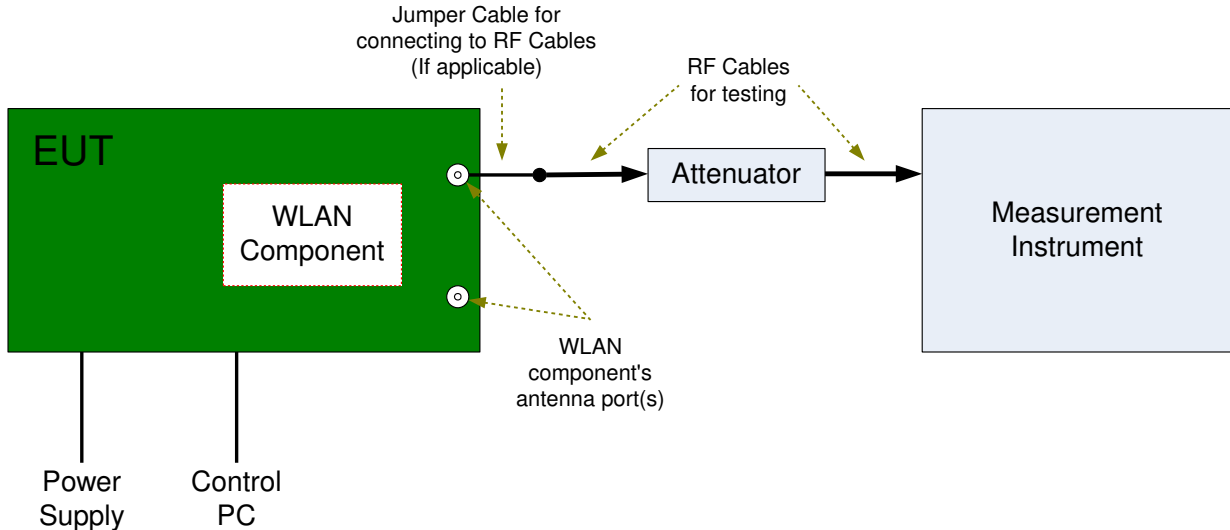 Jumper Cable for
connecting to RF Cables
(If applicable)
RF Cables
for testing
EUT
WLAN
Component
Attenuator
Measurement
Instrument
WLAN
component's
antenna port(s)
Power
Supply
Control
PC